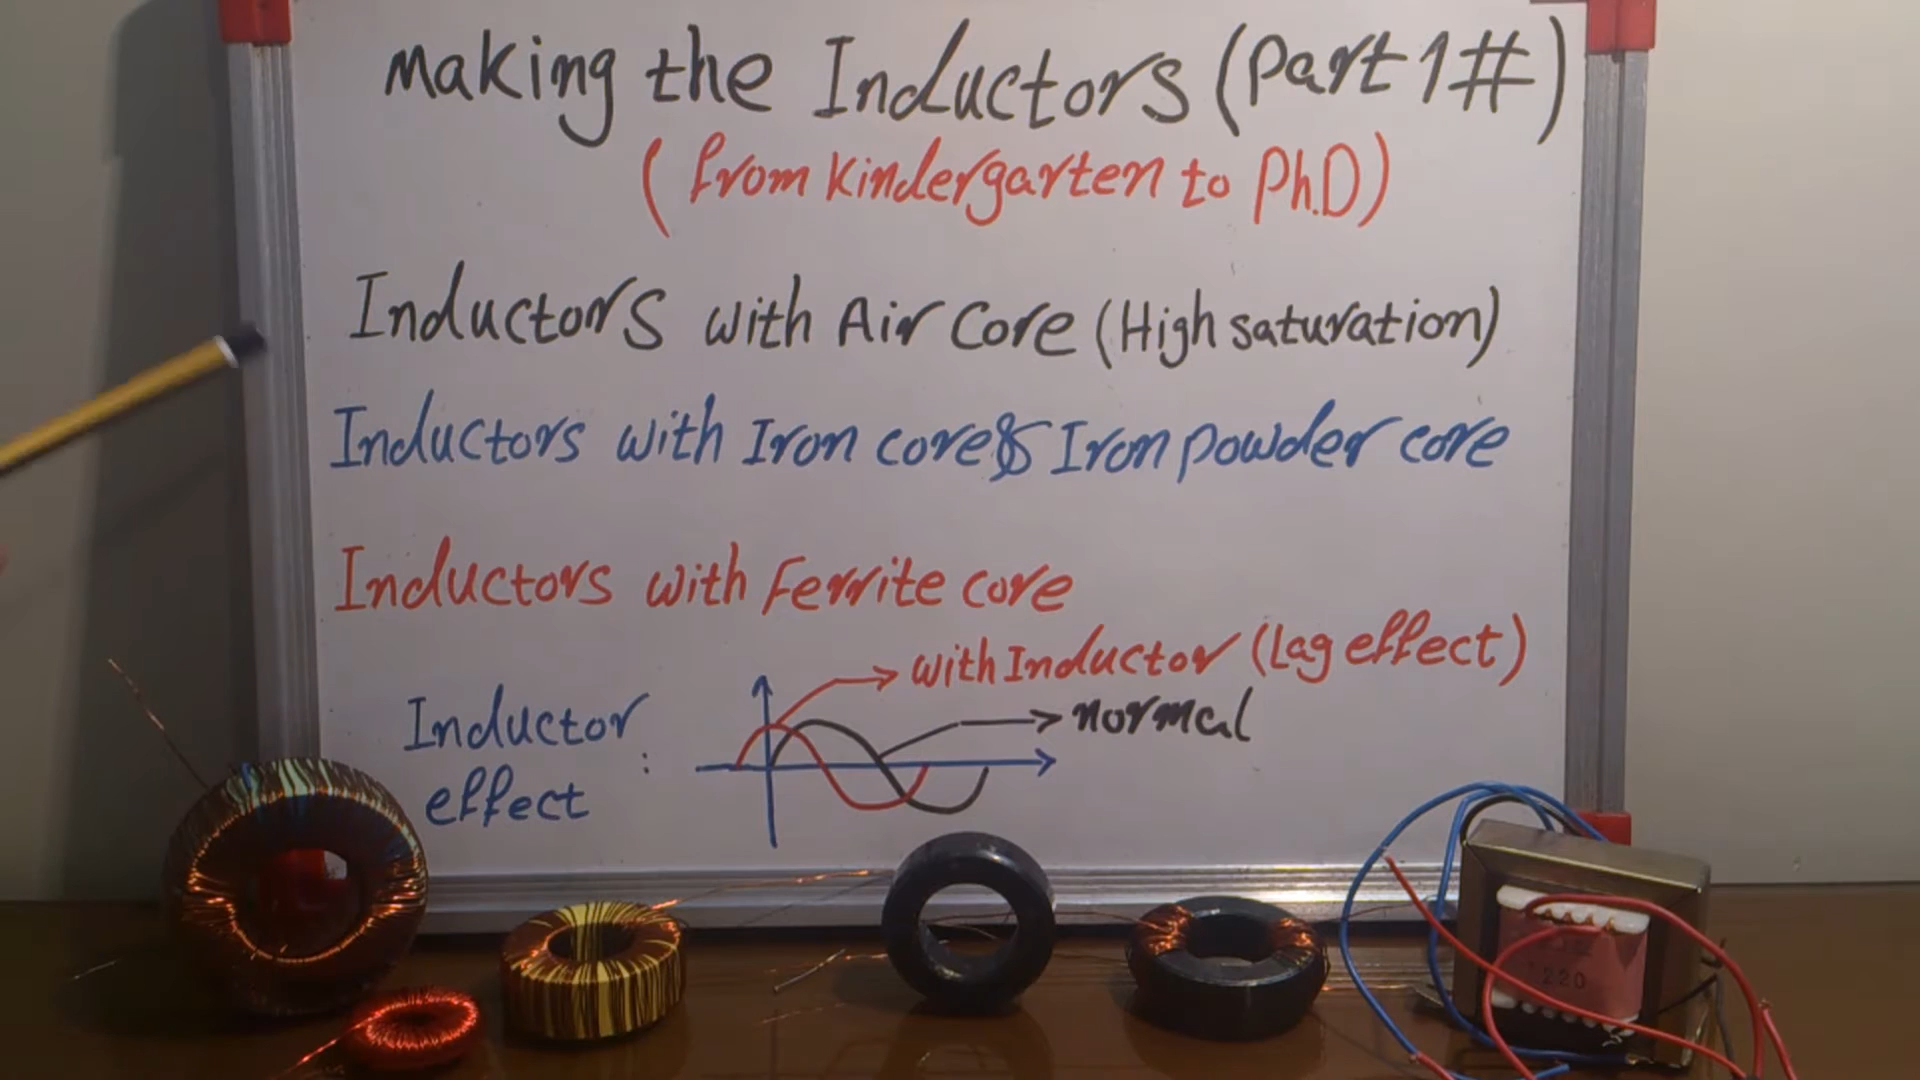 Making the Inductors (Part 1#)
(from Kindergarten to Ph.D)
Inductors with Air Core (High saturation)
Inductors with Iron core & Iron powder core
Inductors with Ferrite core
with Inductor (Lag effect)
normal
Inductor
effect :
220